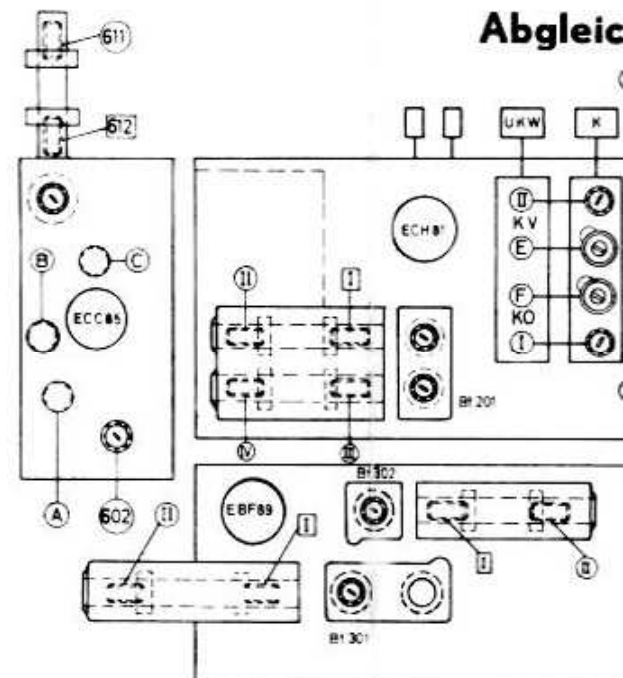 Abgleic
611
612
UKW
K
II
KV
E
F
KO
I
ECH81
B
C
ECC85
II
I
Bf 201
IV
III
A
602
II
EBF89
I
Bf 302
I
II
Bf 301